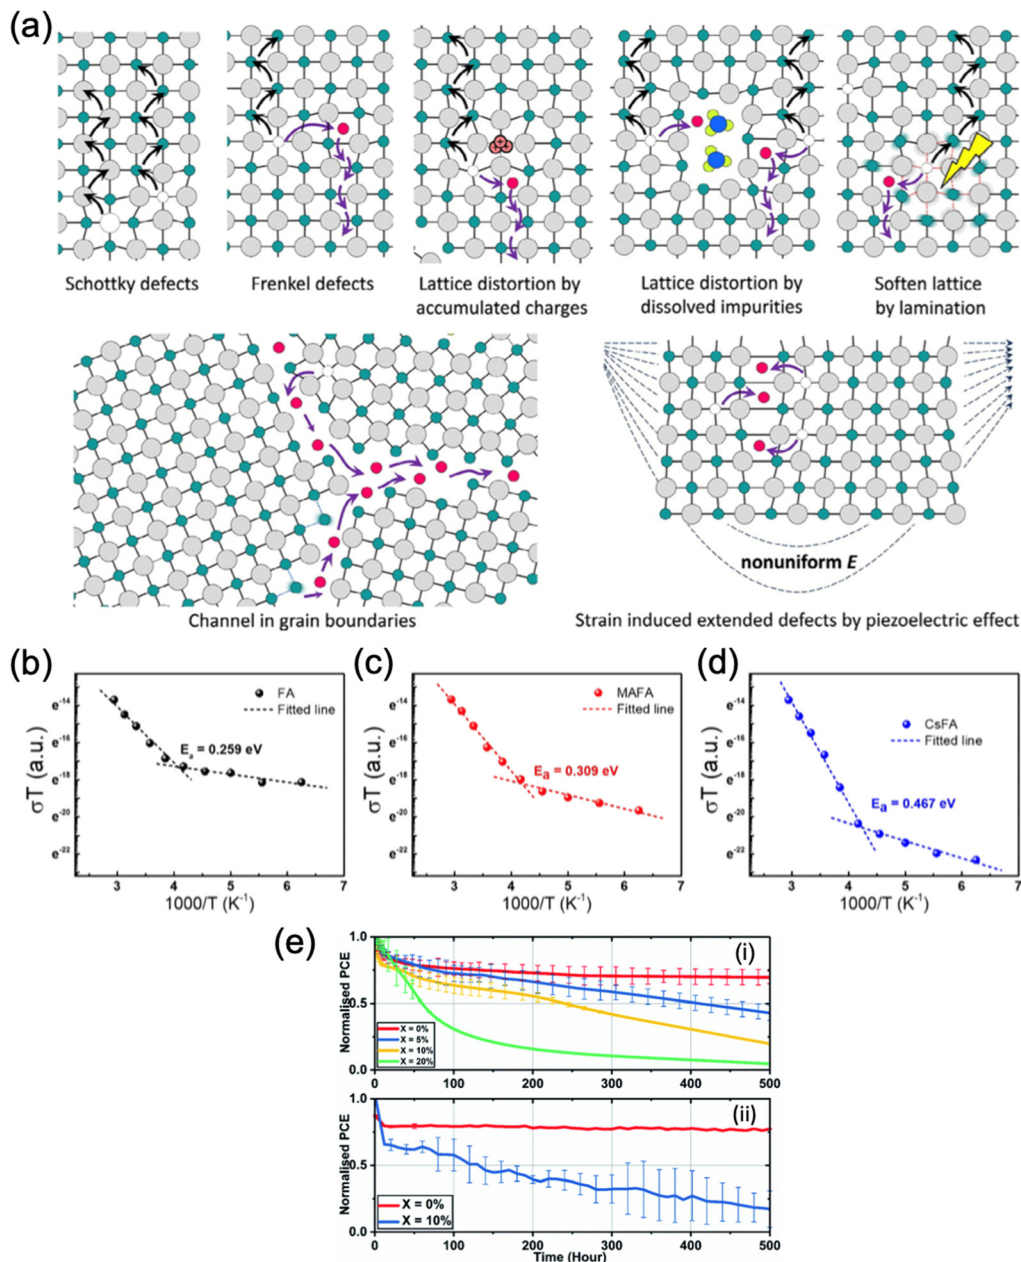 (a)
Schottky defects
Frenkel defects
Lattice distortion by
accumulated charges
Lattice distortion by
dissolved impurities
Soften lattice
by lamination
nonuniform E
Channel in grain boundaries
Strain induced extended defects by piezoelectric effect
(b)
σT (a.u.)
e⁻¹⁴
e⁻¹⁶
e⁻¹⁸
e⁻²⁰
e⁻²²
FA
Fitted line
Eₐ = 0.259 eV
3 4 5 6 7
1000/T (K⁻¹)
(c)
σT (a.u.)
e⁻¹⁴
e⁻¹⁶
e⁻¹⁸
e⁻²⁰
e⁻²²
MAFA
Fitted line
Eₐ = 0.309 eV
3 4 5 6 7
1000/T (K⁻¹)
(d)
σT (a.u.)
e⁻¹⁴
e⁻¹⁶
e⁻¹⁸
e⁻²⁰
e⁻²²
CsFA
Fitted line
Eₐ = 0.467 eV
3 4 5 6 7
1000/T (K⁻¹)
(e)
(i)
Normalised PCE
1.0
0.5
0.0
X = 0%
X = 5%
X = 10%
X = 20%
0 100 200 300 400 500
(ii)
Normalised PCE
1.0
0.5
0.0
X = 0%
X = 10%
0 100 200 300 400 500
Time (Hour)